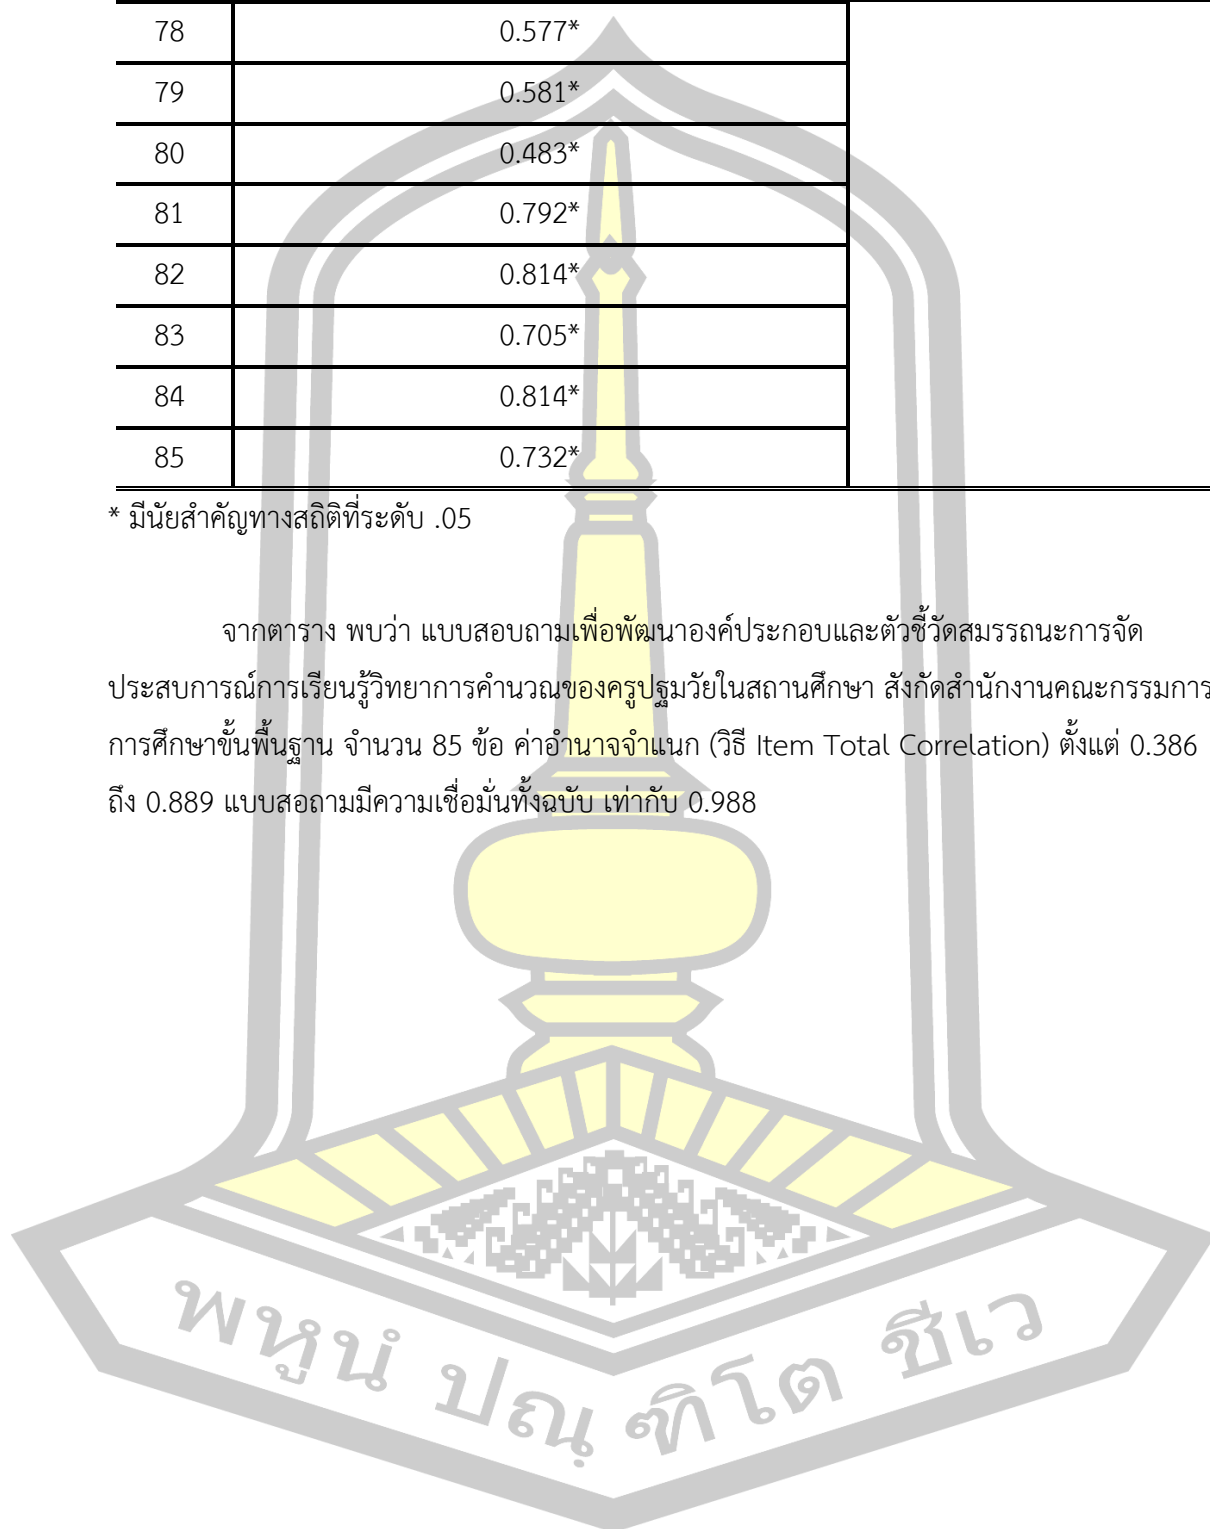 78 0.577*
79 0.581*
80 0.483*
81 0.792*
82 0.814*
83 0.705*
84 0.814*
85 0.732*
* มีนัยสำคัญทางสถิติที่ระดับ .05
จากตาราง พบว่า แบบสอบถามเพื่อพัฒนาองค์ประกอบและตัวชี้วัดสมรรถนะการจัด
ประสบการณ์การเรียนรู้วิทยาการคำนวณของครูปฐมวัยในสถานศึกษา สังกัดสำนักงานคณะกรรมการ
การศึกษาขั้นพื้นฐาน จำนวน 85 ข้อ ค่าอำนาจจำแนก (วิธี Item Total Correlation) ตั้งแต่ 0.386
ถึง 0.889 แบบสอถามมีความเชื่อมั่นทั้งฉบับ เท่ากับ 0.988
พหูนํ ปณฺฑิโต ชีเว